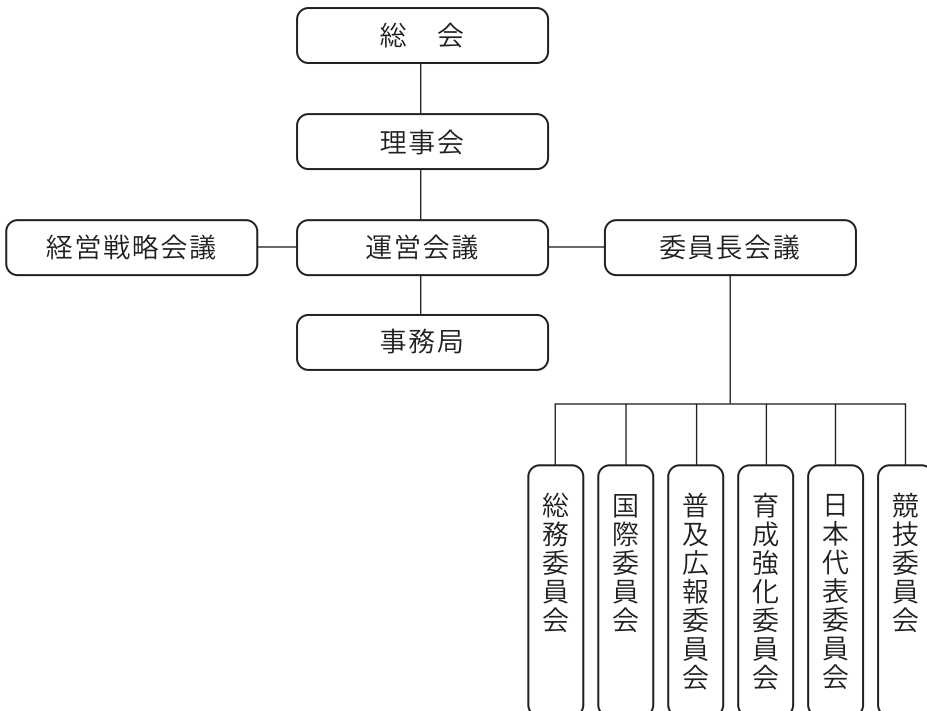 総　会
理事会
経営戦略会議
運営会議
委員長会議
事務局
総務委員会
国際委員会
普及広報委員会
育成強化委員会
日本代表委員会
競技委員会